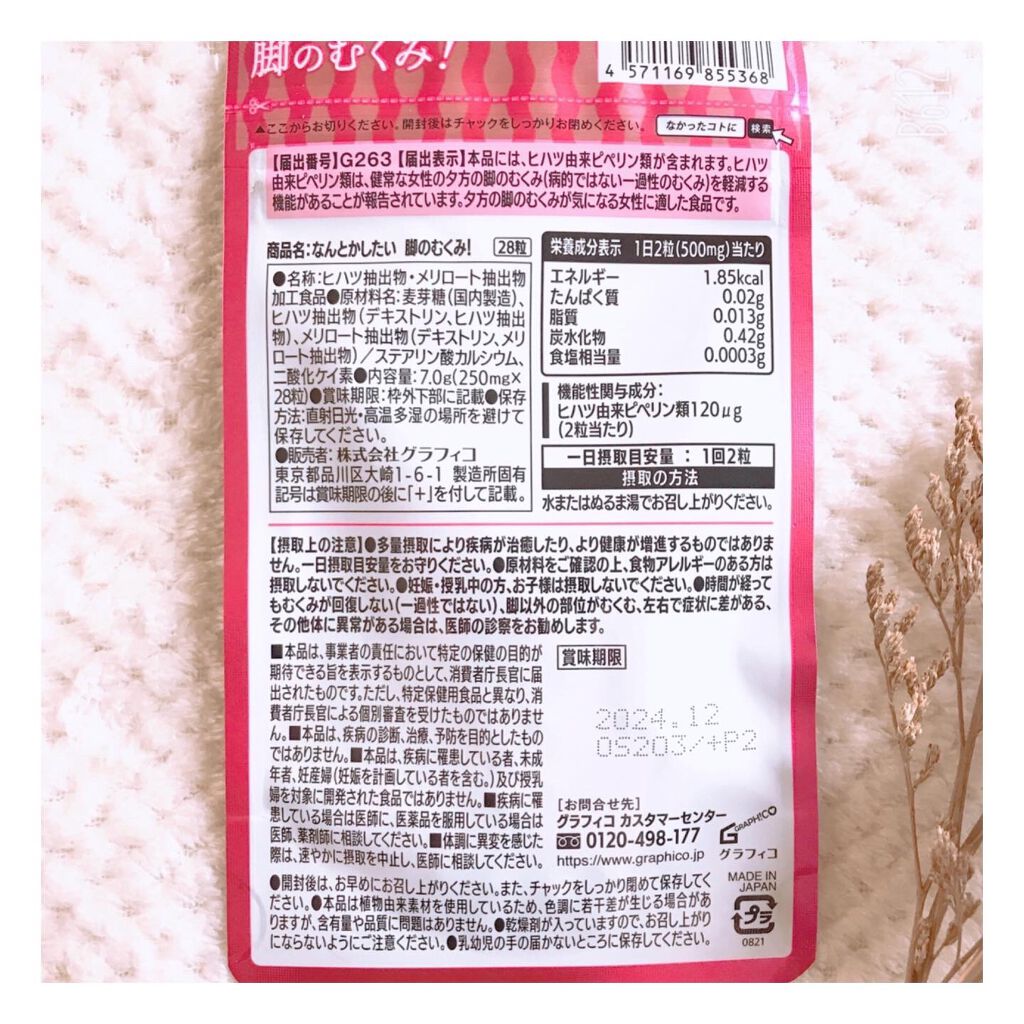 脚のむくみ!
4 571169 855368
▲ここからお切りください。開封後はチャックをしっかりお閉めください。
なかったコトに 検索
【届出番号】G263【届出表示】本品には、ヒハツ由来ピペリン類が含まれます。ヒハツ
由来ピペリン類は、健常な女性の夕方の脚のむくみ(病的ではない一過性のむくみ)を軽減する
機能があることが報告されています。夕方の脚のむくみが気になる女性に適した食品です。
商品名:なんとかしたい 脚のむくみ! 28粒
●名称:ヒハツ抽出物・メリロート抽出物
加工食品●原材料名:麦芽糖(国内製造)、
ヒハツ抽出物(デキストリン、ヒハツ抽出
物)、メリロート抽出物(デキストリン、メリ
ロート抽出物)/ステアリン酸カルシウム、
二酸化ケイ素●内容量:7.0g(250mg×
28粒)●賞味期限:枠外下部に記載●保存
方法:直射日光・高温多湿の場所を避けて
保存してください。
●販売者:株式会社グラフィコ
東京都品川区大崎1-6-1 製造所固有
記号は賞味期限の後に「+」を付して記載。
栄養成分表示 1日2粒(500mg)当たり
エネルギー 1.85kcal
たんぱく質 0.02g
脂質 0.013g
炭水化物 0.42g
食塩相当量 0.0003g
機能性関与成分:
ヒハツ由来ピペリン類120μg
(2粒当たり)
一日摂取目安量 : 1回2粒
摂取の方法
水またはぬるま湯でお召し上がりください。
【摂取上の注意】●多量摂取により疾病が治癒したり、より健康が増進するものではありま
せん。一日摂取目安量をお守りください。●原材料をご確認の上、食物アレルギーのある方は
摂取しないでください。●妊娠・授乳中の方、お子様は摂取しないでください。●時間が経って
もむくみが回復しない(一過性ではない)、脚以外の部位がむくむ、左右で症状に差がある、
その他体に異常がある場合は、医師の診察をお勧めします。
■本品は、事業者の責任において特定の保健の目的が
期待できる旨を表示するものとして、消費者庁長官に届
出されたものです。ただし、特定保健用食品と異なり、消
費者庁長官による個別審査を受けたものではありませ
ん。■本品は、疾病の診断、治療、予防を目的としたもの
ではありません。■本品は、疾病に罹患している者、未成
年者、妊産婦(妊娠を計画している者を含む。)及び授乳
婦を対象に開発された食品ではありません。■疾病に罹
患している場合は医師に、医薬品を服用している場合は
医師、薬剤師に相談してください。■体調に異変を感じた
際は、速やかに摂取を中止し、医師に相談してください。
賞味期限
2024.12
0S203/+P2
[お問合せ先]
グラフィコ カスタマーセンター
0120-498-177
https://www.graphico.jp
GRAPHICO
グラフィコ
●開封後は、お早めにお召し上がりください。また、チャックをしっかり閉めて保存してくだ
さい。●本品は植物由来素材を使用しているため、色調に若干差が生じる場合があり
ますが、含有量や品質に問題はありません。●乾燥剤が入っていますので、お召し上がり
にならないようにご注意ください。●乳幼児の手の届かないところに保存してください。
MADE IN
JAPAN
プラ
0821
B612